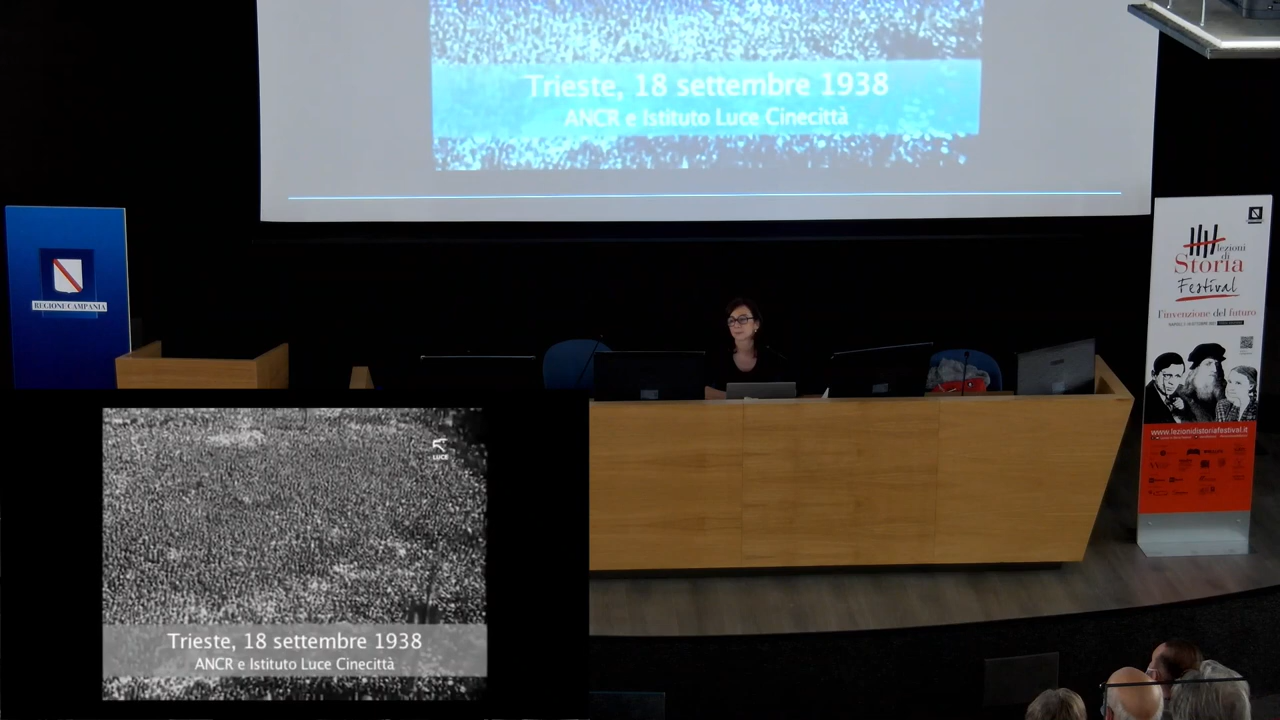 Trieste, 18 settembre 1938
ANCR e Istituto Luce Cinecittà
REGIONE CAMPANIA
lezioni
di
Storia
Festival
l'invenzione del futuro
www.lezionidistoriafestival.it
LUCE
Trieste, 18 settembre 1938
ANCR e Istituto Luce Cinecittà